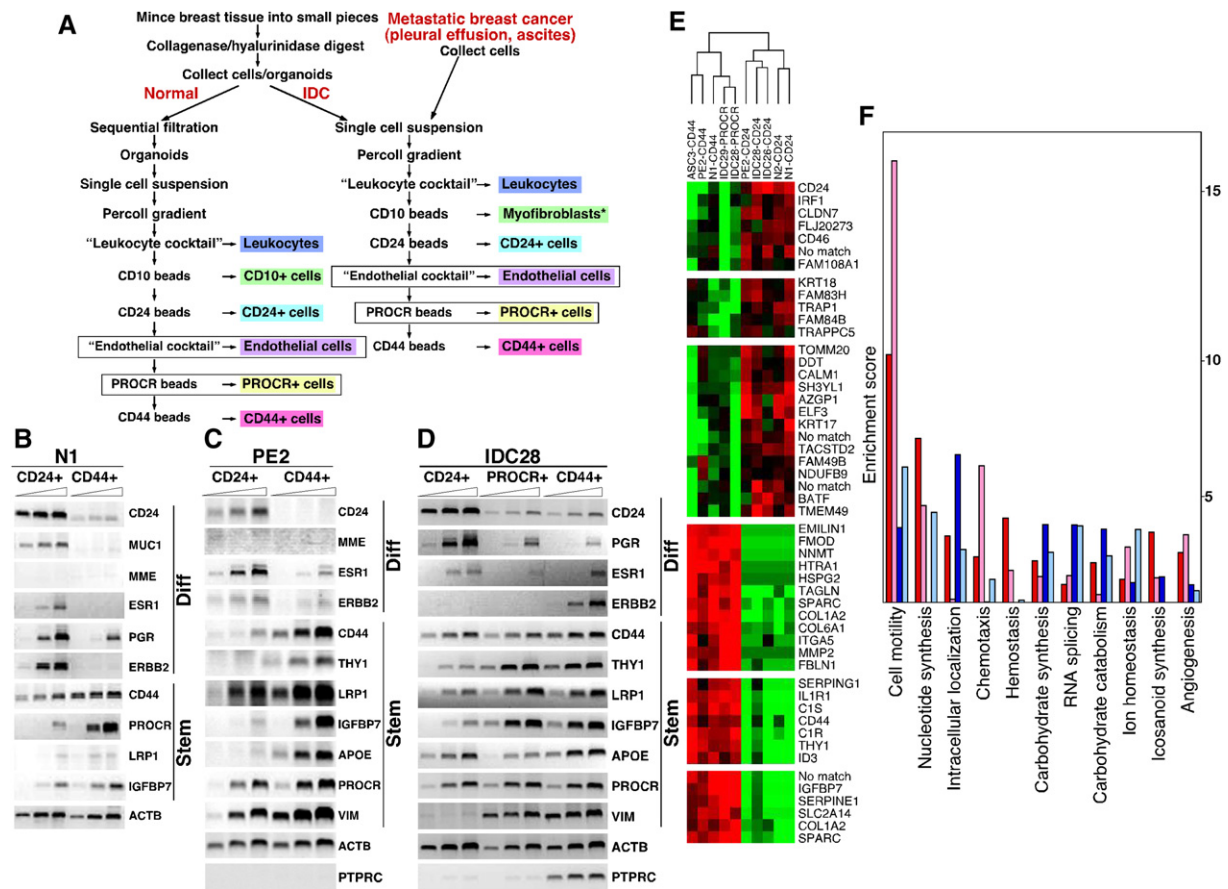 A
Mince breast tissue into small pieces
Collagenase/hyalurinidase digest
Collect cells/organoids
Metastatic breast cancer
(pleural effusion, ascites)
Collect cells
Normal
IDC
Sequential filtration
Organoids
Single cell suspension
Percoll gradient
“Leukocyte cocktail”
Leukocytes
CD10 beads
CD10+ cells
CD24 beads
CD24+ cells
“Endothelial cocktail”
Endothelial cells
PROCR beads
PROCR+ cells
CD44 beads
CD44+ cells
Single cell suspension
Percoll gradient
“Leukocyte cocktail”
Leukocytes
CD10 beads
Myofibroblasts*
CD24 beads
CD24+ cells
“Endothelial cocktail”
Endothelial cells
PROCR beads
PROCR+ cells
CD44 beads
CD44+ cells
B
N1
CD24+ CD44+
CD24
MUC1
MME
ESR1
PGR
ERBB2
CD44
PROCR
LRP1
IGFBP7
ACTB
Diff
Stem
C
PE2
CD24+ CD44+
CD24
MME
ESR1
ERBB2
CD44
THY1
LRP1
IGFBP7
APOE
PROCR
VIM
ACTB
PTPRC
Diff
Stem
D
IDC28
CD24+ PROCR+ CD44+
CD24
PGR
ESR1
ERBB2
CD44
THY1
LRP1
IGFBP7
APOE
PROCR
VIM
ACTB
PTPRC
E
ASC3-CD44
PE2-CD44
N1-CD44
IDC29-PROCR
IDC28-PROCR
PE2-CD24
IDC28-CD24
IDC26-CD24
N2-CD24
N1-CD24
CD24
IRF1
CLDN7
FLJ20273
CD46
No match
FAM108A1
KRT18
FAM83H
TRAP1
FAM84B
TRAPPC5
TOMM20
DDT
CALM1
SH3YL1
AZGP1
ELF3
KRT17
No match
TACSTD2
FAM49B
NDUFB9
No match
BATF
TMEM49
EMILIN1
FMOD
NNMT
HTRA1
HSPG2
TAGLN
SPARC
COL1A2
COL6A1
ITGA5
MMP2
FBLN1
SERPING1
IL1R1
C1S
CD44
C1R
THY1
ID3
No match
IGFBP7
SERPINE1
SLC2A14
COL1A2
SPARC
F
Enrichment score
15
10
5
Cell motility
Nucleotide synthesis
Intracellular localization
Chemotaxis
Hemostasis
Carbohydrate synthesis
RNA splicing
Carbohydrate catabolism
Ion homeostasis
Icosanoid synthesis
Angiogenesis